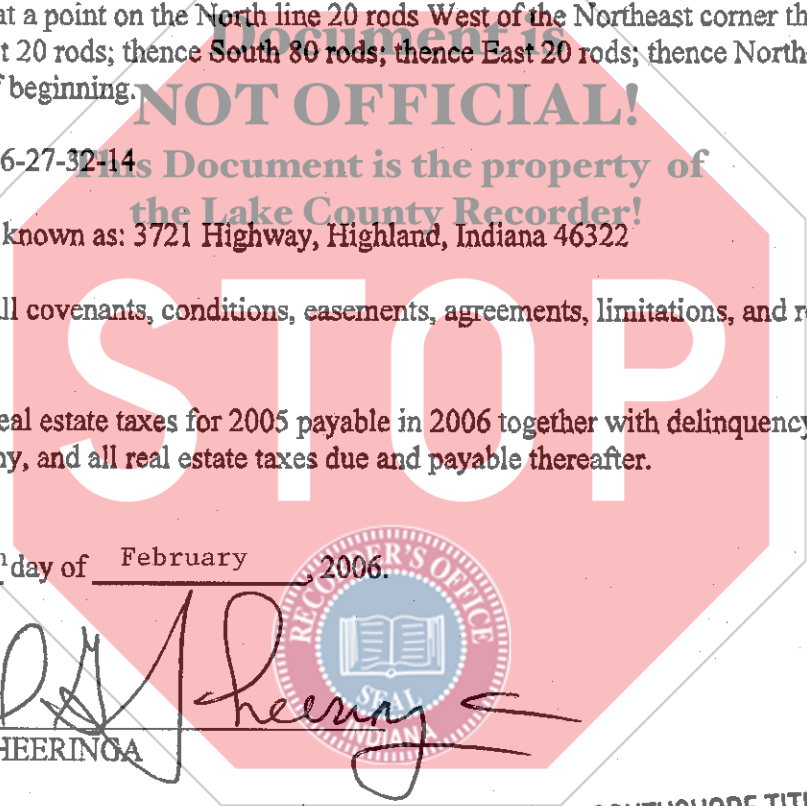 at a point on the North line 20 rods West of the Northeast corner th
t 20 rods; thence South 80 rods; thence East 20 rods; thence North
f beginning.
Document is
NOT OFFICIAL!
This Document is the property of
the Lake County Recorder!
STOP
6-27-32-14
known as: 3721 Highway, Highland, Indiana 46322
ll covenants, conditions, easements, agreements, limitations, and r
eal estate taxes for 2005 payable in 2006 together with delinquency
ny, and all real estate taxes due and payable thereafter.
day of February, 2006.
RECORDER'S OFFICE
SEAL
INDIANA
HEERINGA